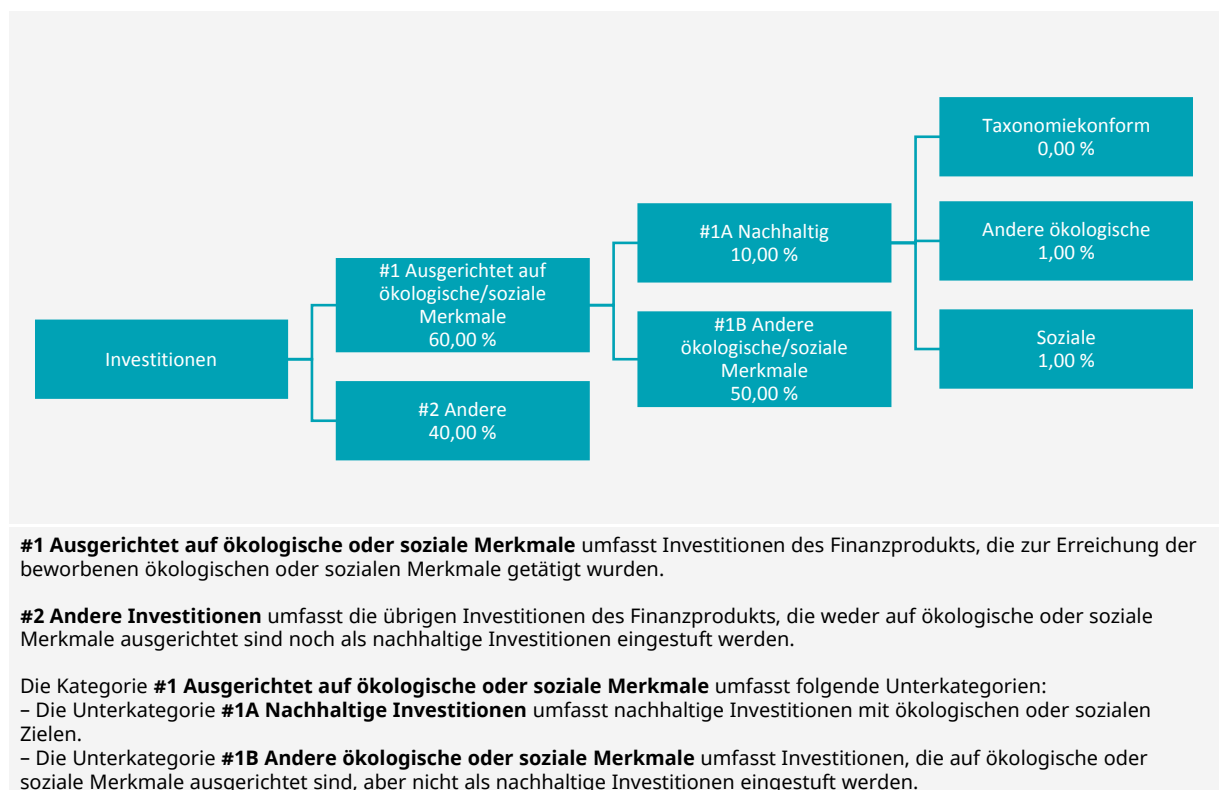 Investitionen
#1 Ausgerichtet auf
ökologische/soziale
Merkmale
60,00 %
#2 Andere
40,00 %
#1A Nachhaltig
10,00 %
#1B Andere
ökologische/soziale
Merkmale
50,00 %
Taxonomiekonform
0,00 %
Andere ökologische
1,00 %
Soziale
1,00 %
#1 Ausgerichtet auf ökologische oder soziale Merkmale umfasst Investitionen des Finanzprodukts, die zur Erreichung der
beworbenen ökologischen oder sozialen Merkmale getätigt wurden.
#2 Andere Investitionen umfasst die übrigen Investitionen des Finanzprodukts, die weder auf ökologische oder soziale
Merkmale ausgerichtet sind noch als nachhaltige Investitionen eingestuft werden.
Die Kategorie #1 Ausgerichtet auf ökologische oder soziale Merkmale umfasst folgende Unterkategorien:
– Die Unterkategorie #1A Nachhaltige Investitionen umfasst nachhaltige Investitionen mit ökologischen oder sozialen
Zielen.
– Die Unterkategorie #1B Andere ökologische oder soziale Merkmale umfasst Investitionen, die auf ökologische oder
soziale Merkmale ausgerichtet sind, aber nicht als nachhaltige Investitionen eingestuft werden.